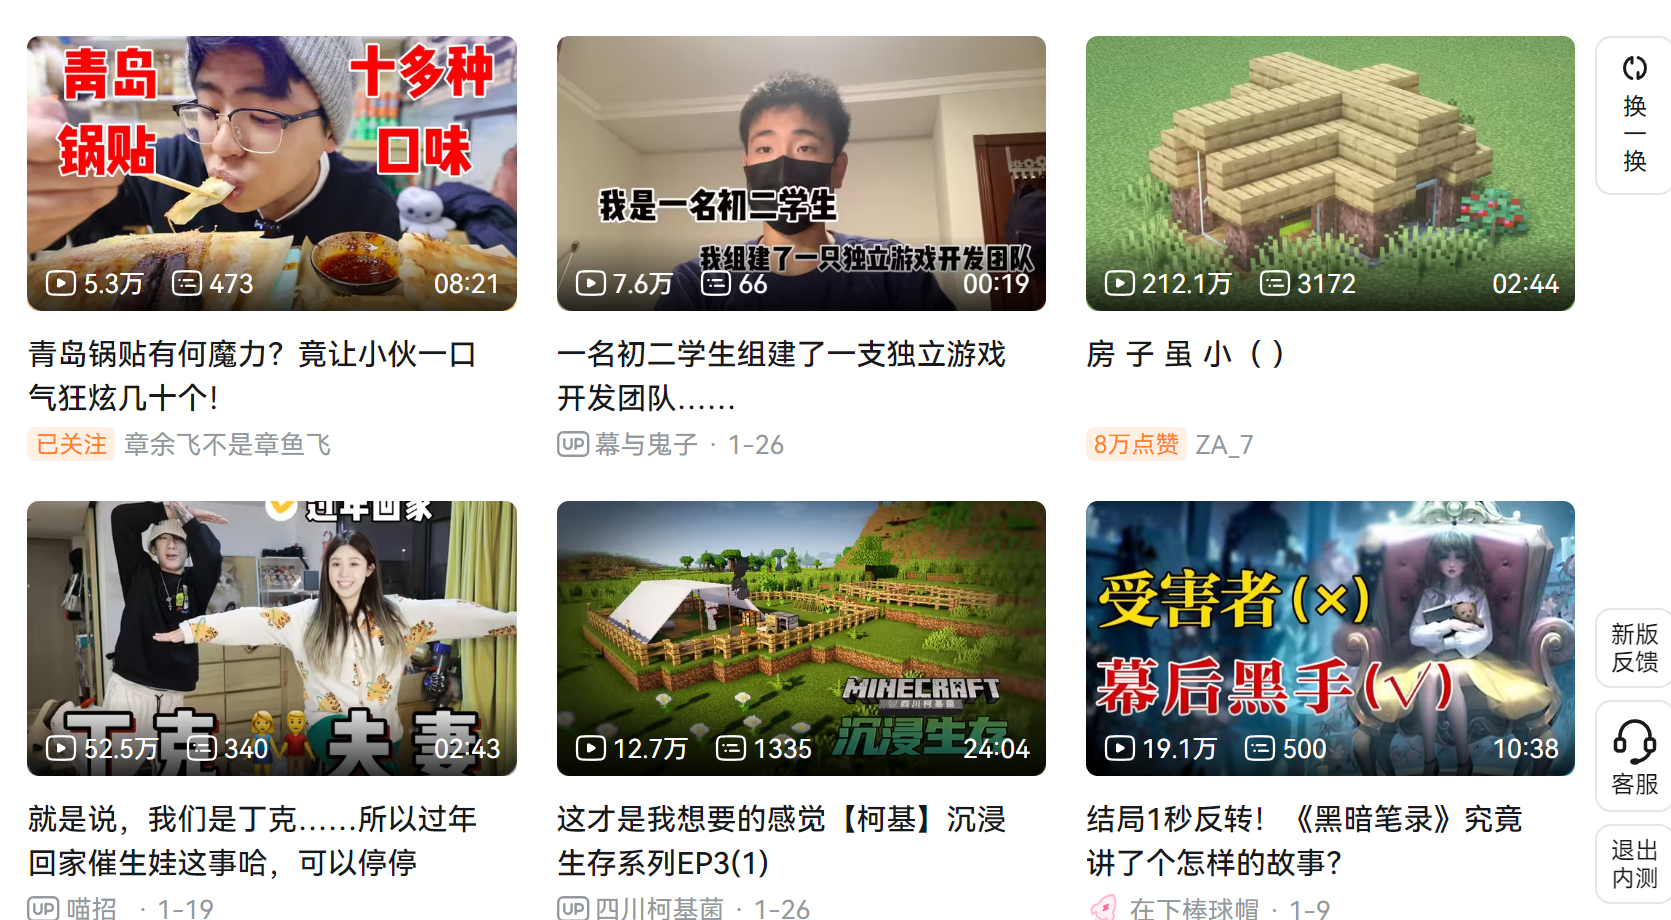 青岛
十多种
锅贴
口味
5.3万
473
08:21
青岛锅贴有何魔力？竟让小伙一口
气狂炫几十个！
已关注
章余飞不是章鱼飞
我是一名初二学生
我组建了一只独立游戏开发团队
7.6万
66
00:19
一名初二学生组建了一支独立游戏
开发团队……
UP
幕与鬼子 · 1-26
212.1万
3172
02:44
房 子 虽 小 （ ）
8万点赞
ZA_7
换
一
换
过年回家
丁克
夫妻
52.5万
340
02:43
就是说，我们是丁克……所以过年
回家催生娃这事哈，可以停停
UP
喵招 · 1-19
MINECRAFT
四川柯基菌
沉浸生存
12.7万
1335
24:04
这才是我想要的感觉【柯基】沉浸
生存系列EP3(1)
UP
四川柯基菌 · 1-26
受害者(×)
幕后黑手(√)
19.1万
500
10:38
结局1秒反转！《黑暗笔录》究竟
讲了个怎样的故事？
在下棒球帽 · 1-9
新版
反馈
客服
退出
内测